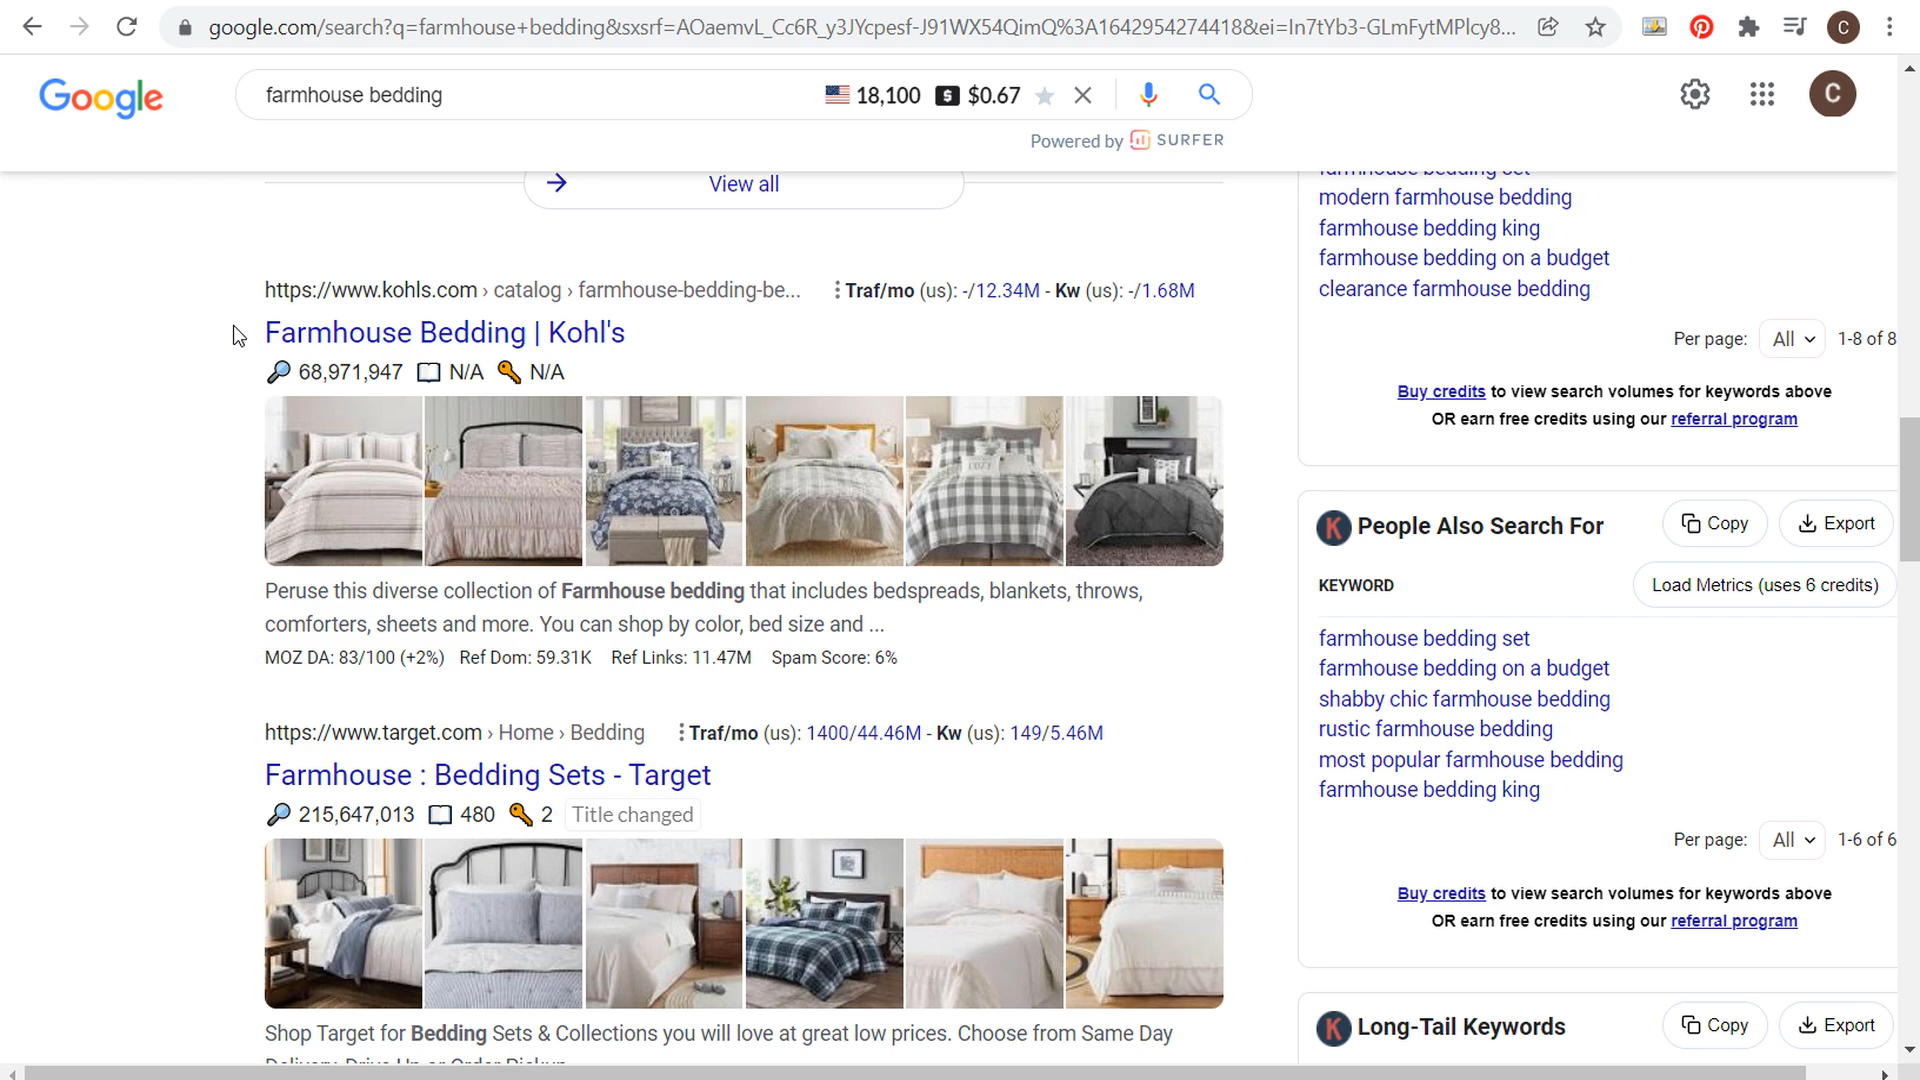 google.com/search?q=farmhouse+bedding&sxsrf=AOaemvL_Cc6R_y3JYcpesf-J91WX54QimQ%3A1642954274418&ei=In7tYb3-GLmFytMPlcy8...
C
Google
farmhouse bedding
18,100 $ $0.67
C
Powered by SURFER
View all
https://www.kohls.com › catalog › farmhouse-bedding-be... Traf/mo (us): -/12.34M - Kw (us): -/1.68M
Farmhouse Bedding | Kohl's
68,971,947 N/A N/A
COZY
Peruse this diverse collection of Farmhouse bedding that includes bedspreads, blankets, throws,
comforters, sheets and more. You can shop by color, bed size and ...
MOZ DA: 83/100 (+2%) Ref Dom: 59.31K Ref Links: 11.47M Spam Score: 6%
https://www.target.com › Home › Bedding Traf/mo (us): 1400/44.46M - Kw (us): 149/5.46M
Farmhouse : Bedding Sets - Target
215,647,013 480 2 Title changed
Shop Target for Bedding Sets & Collections you will love at great low prices. Choose from Same Day
Delivery, Drive Up or Order Pickup
farmhouse bedding set
modern farmhouse bedding
farmhouse bedding king
farmhouse bedding on a budget
clearance farmhouse bedding
Per page: All 1-8 of 8
Buy credits to view search volumes for keywords above
OR earn free credits using our referral program
K People Also Search For Copy Export
KEYWORD Load Metrics (uses 6 credits)
farmhouse bedding set
farmhouse bedding on a budget
shabby chic farmhouse bedding
rustic farmhouse bedding
most popular farmhouse bedding
farmhouse bedding king
Per page: All 1-6 of 6
Buy credits to view search volumes for keywords above
OR earn free credits using our referral program
K Long-Tail Keywords Copy Export